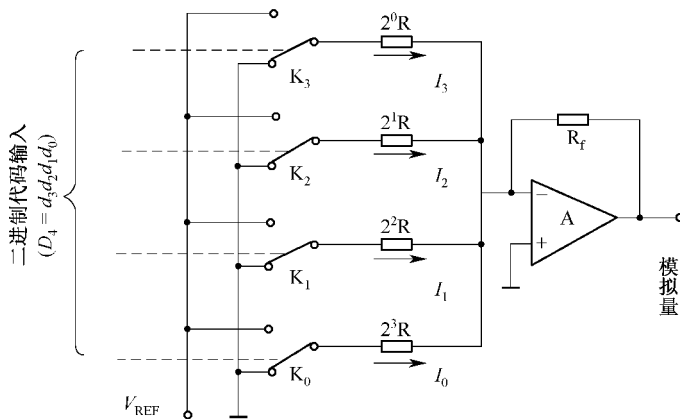 二进制代码输入
(D₄ = d₃d₂d₁d₀)
2⁰R
K₃
I₃
2¹R
K₂
I₂
2²R
K₁
I₁
2³R
K₀
I₀
V_REF
R_f
−
A
+
模拟量